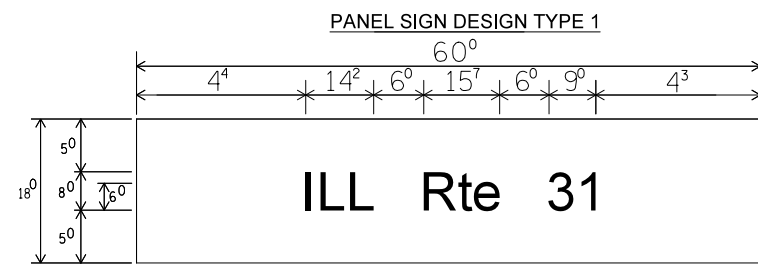 PANEL SIGN DESIGN TYPE 1
60⁰
4⁴ 14² 6⁰ 15⁷ 6⁰ 9⁰ 4³
5⁰
18⁰ 8⁰ 6⁰ ILL Rte 31
5⁰